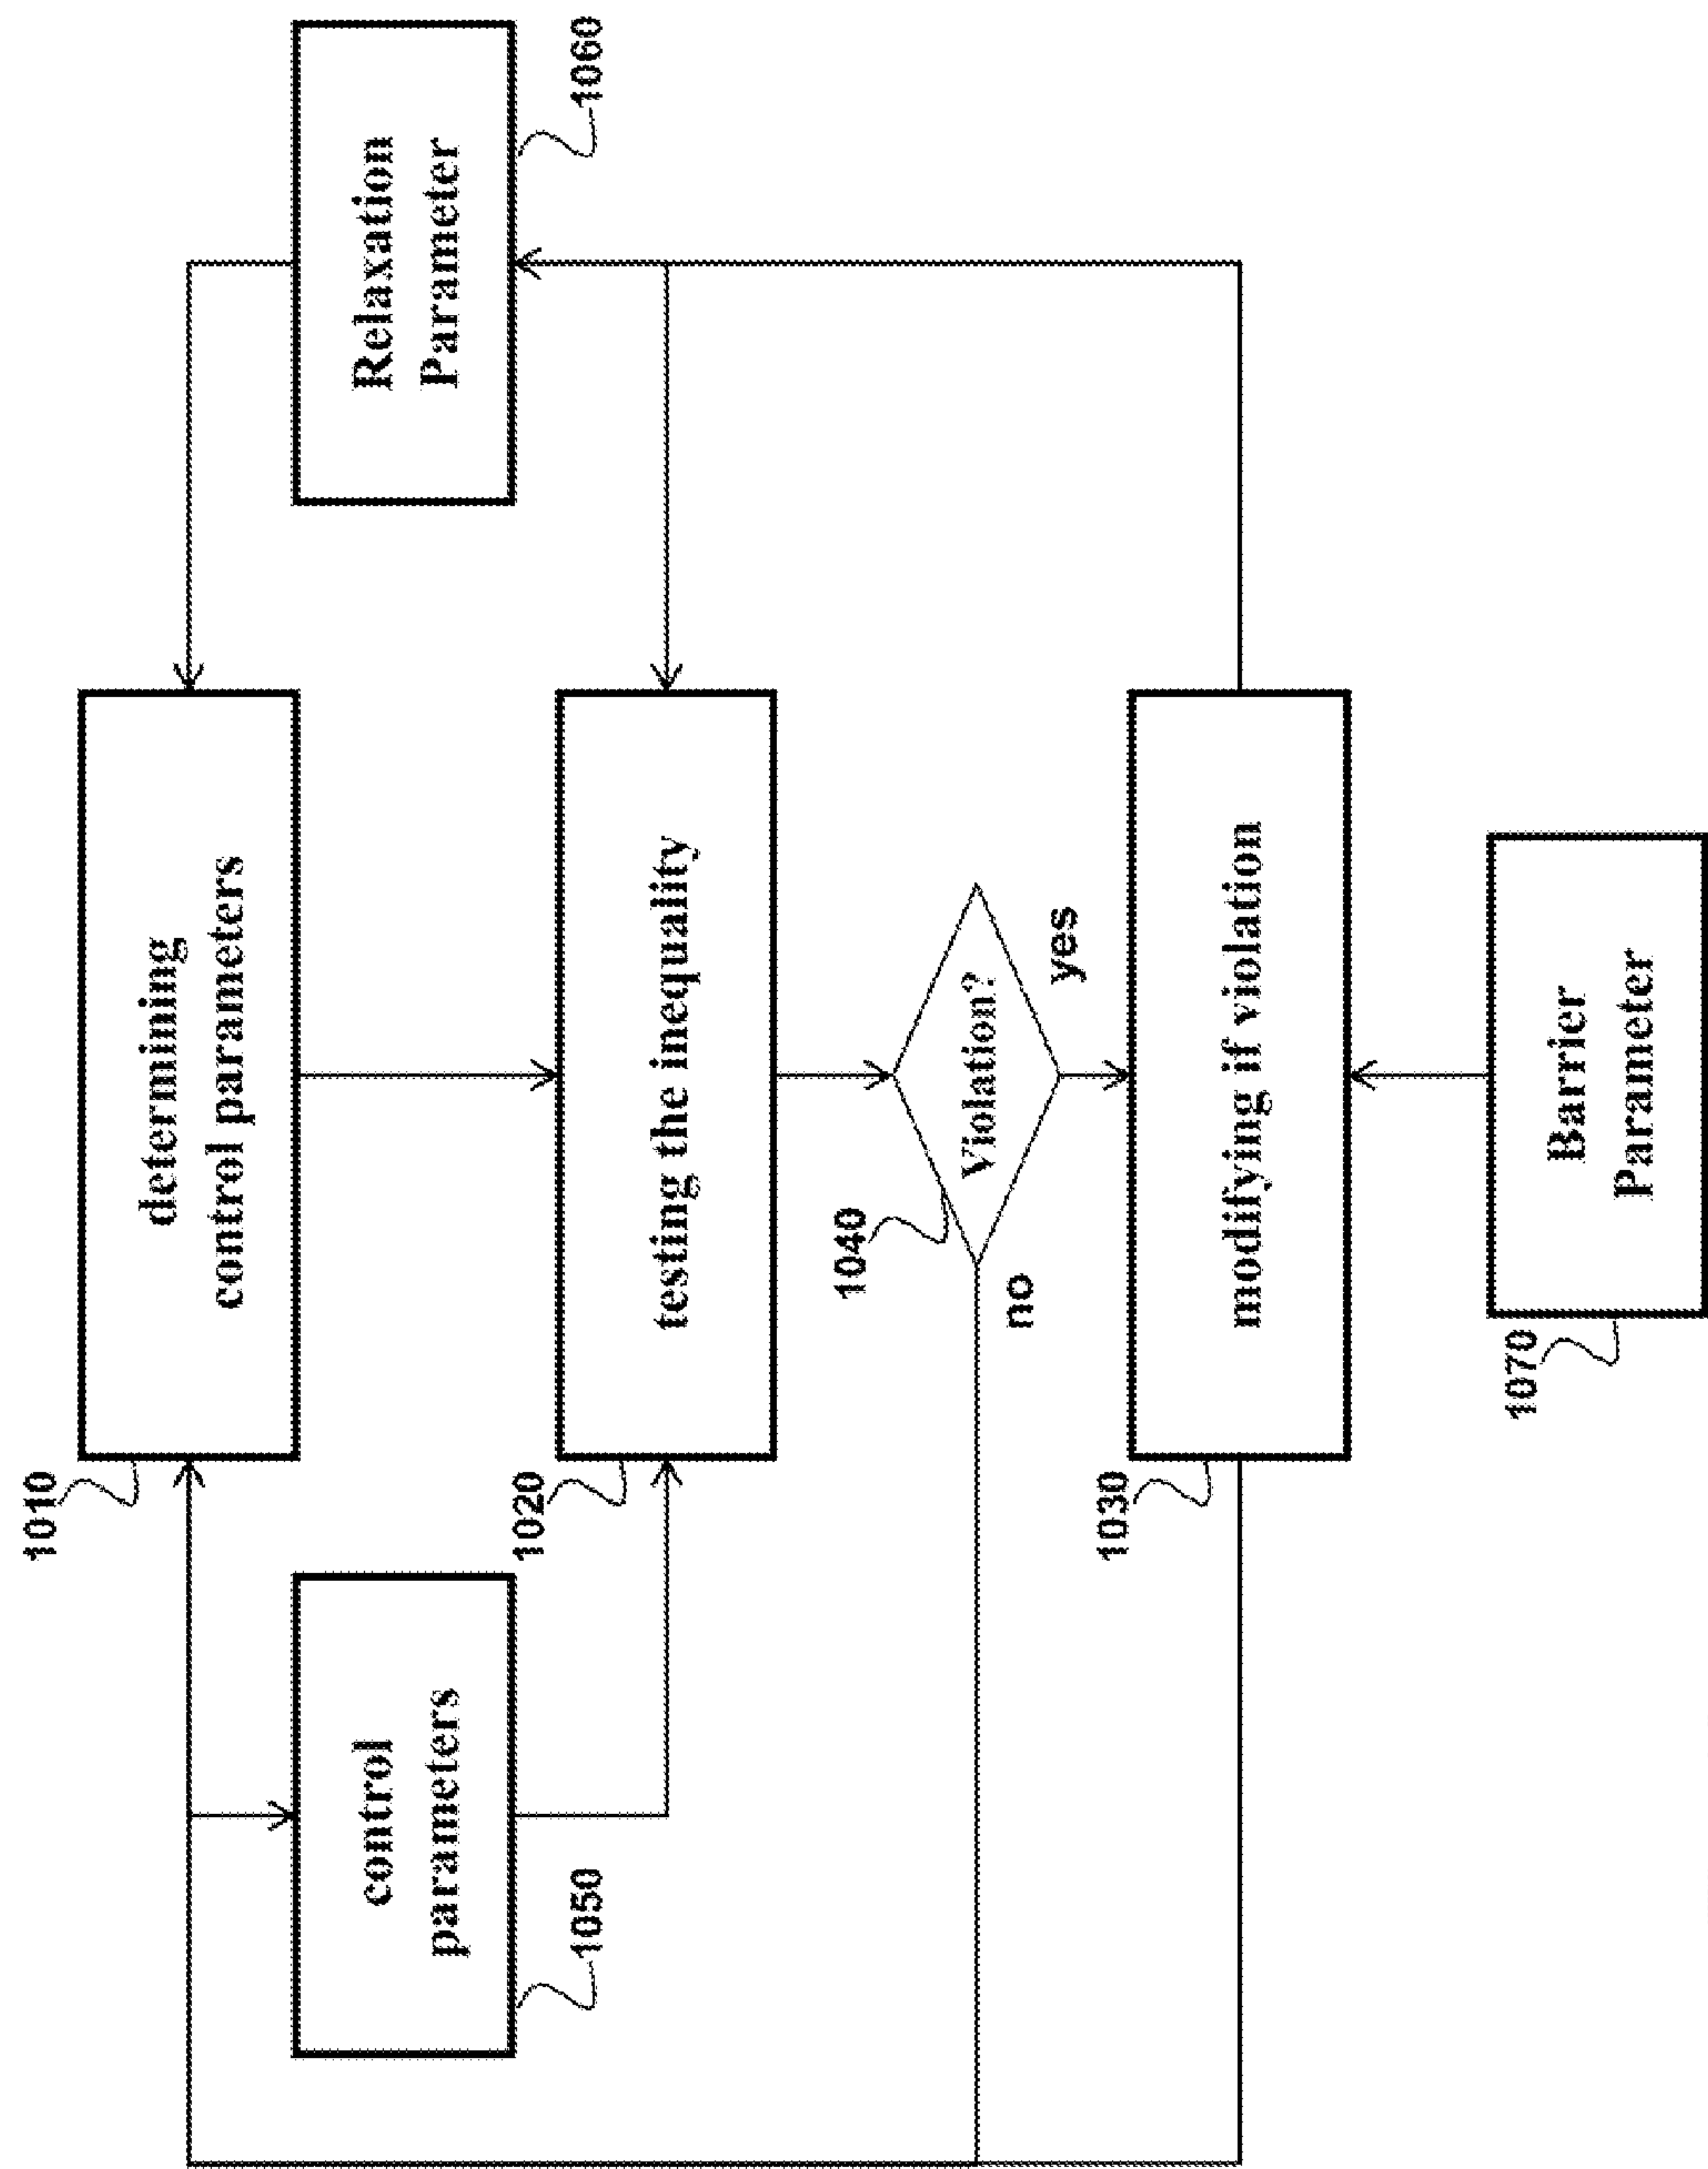 1010
determining
control parameters
control
parameters
1050
Relaxation
Parameter
1060
1020
testing the inequality
1040
Violation?
no
yes
1030
modifying if violation
1070
Barrier
Parameter